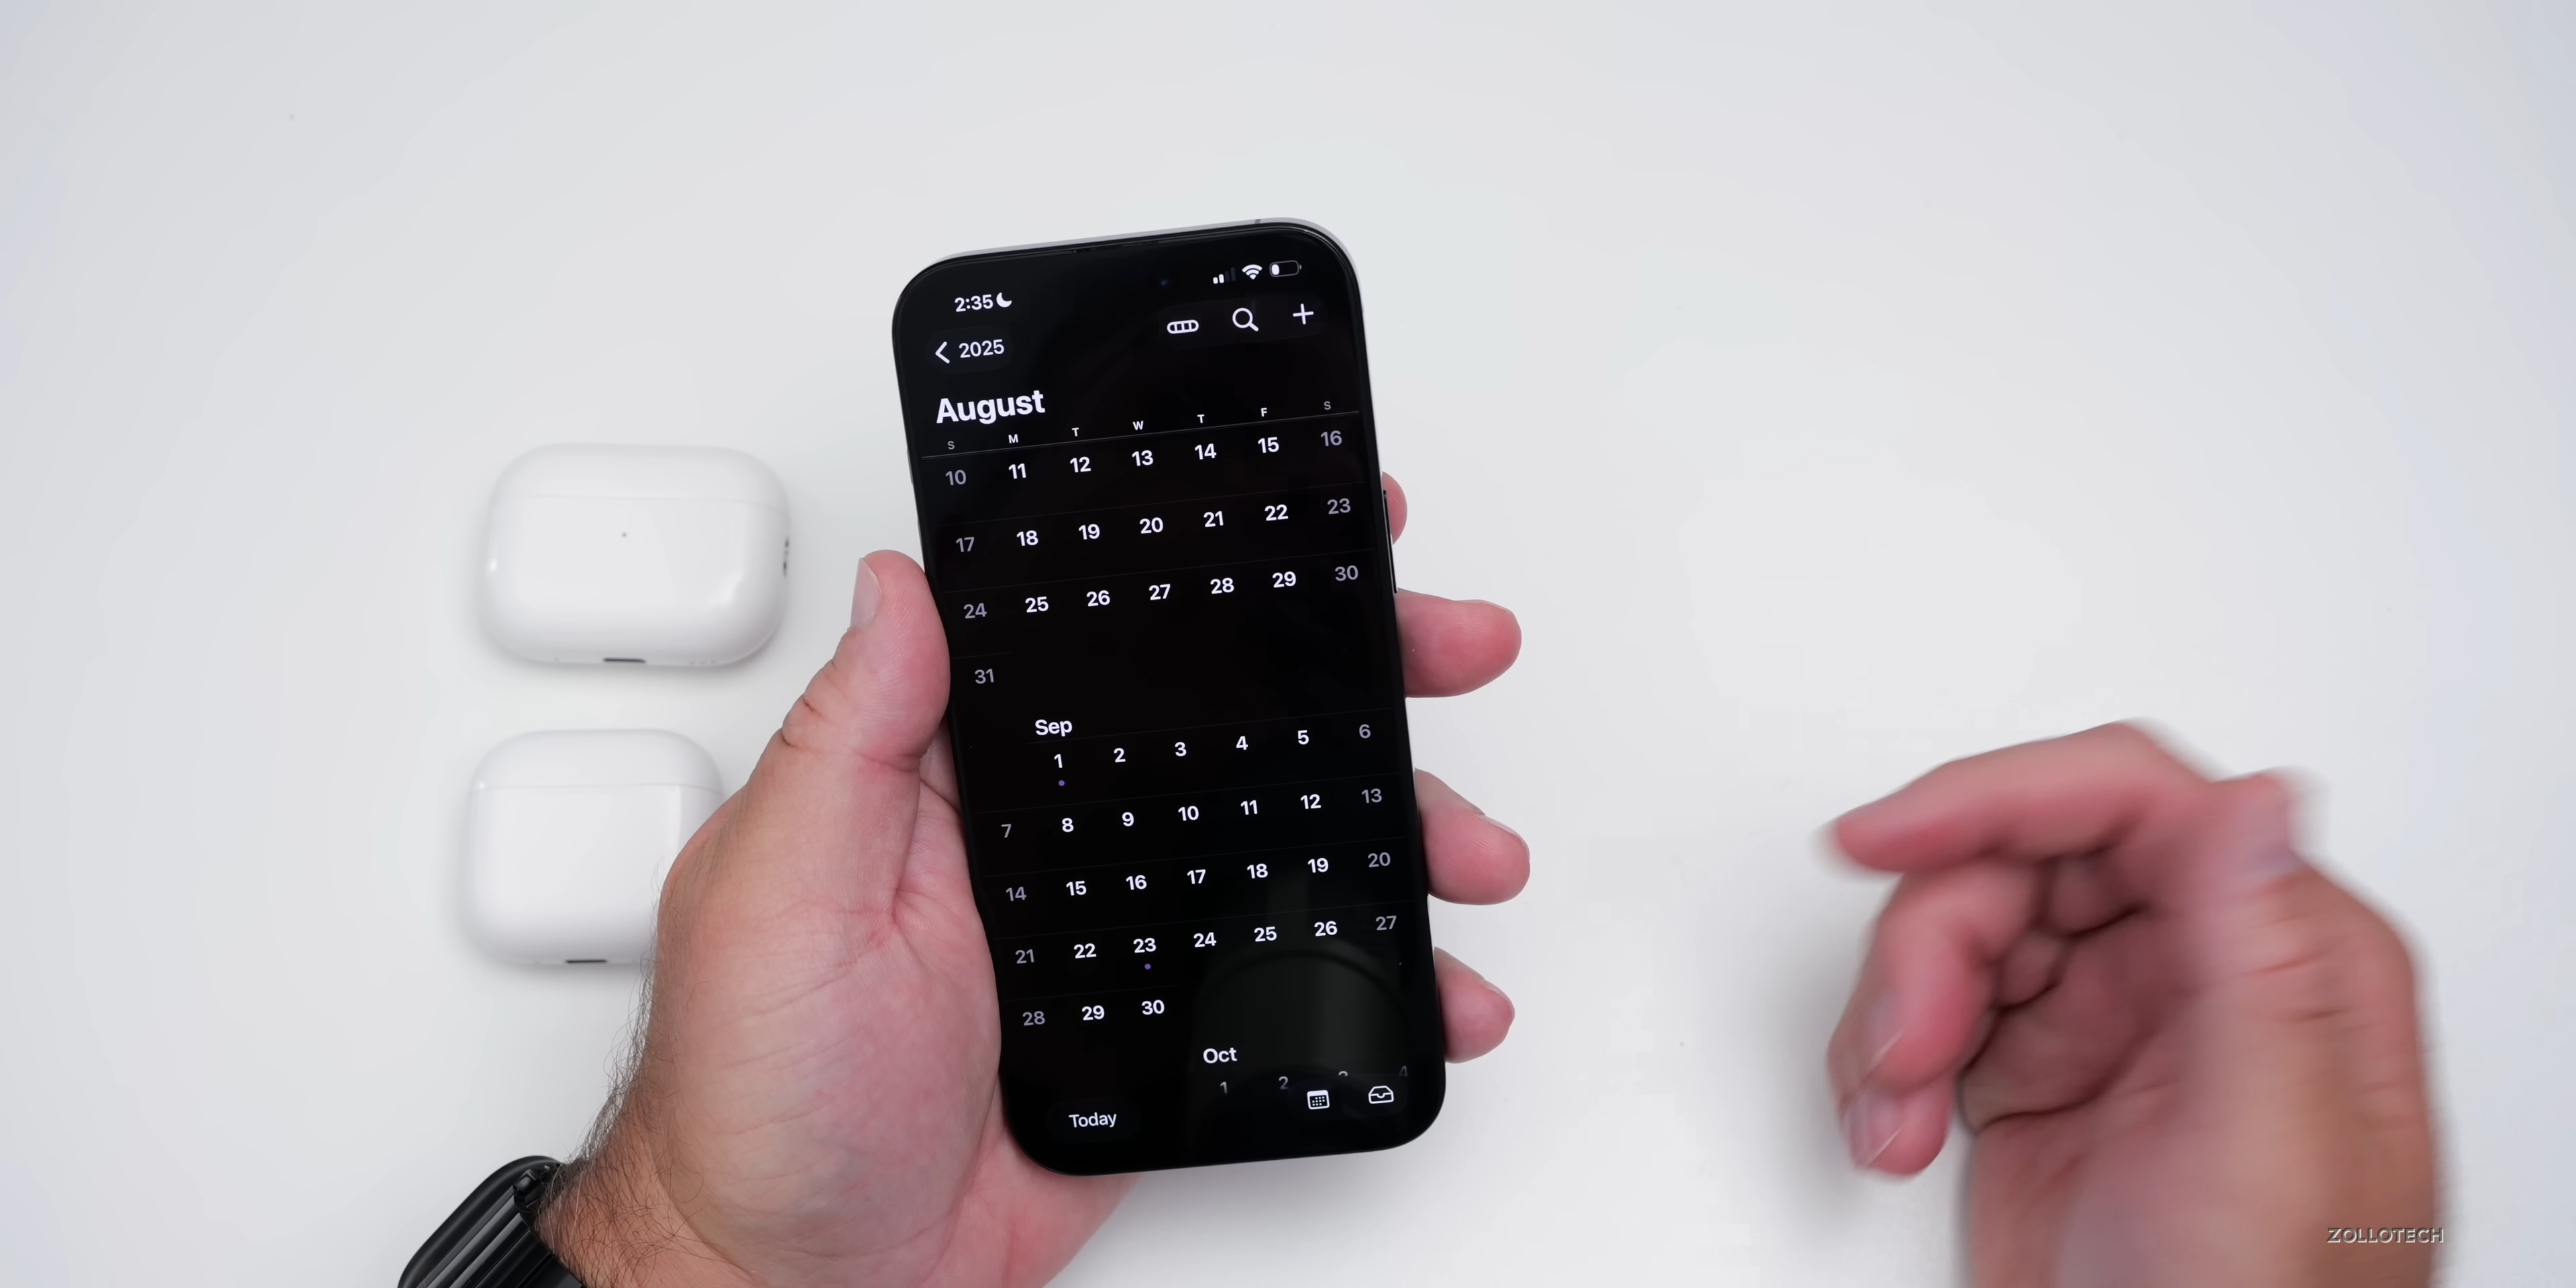 2:35
2025
August
S M T W T F S
10 11 12 13 14 15 16
17 18 19 20 21 22 23
24 25 26 27 28 29 30
31
Sep
1 2 3 4 5 6
7 8 9 10 11 12 13
14 15 16 17 18 19 20
21 22 23 24 25 26 27
28 29 30
Oct
1 2 3 4
Today
ZOLLOTECH